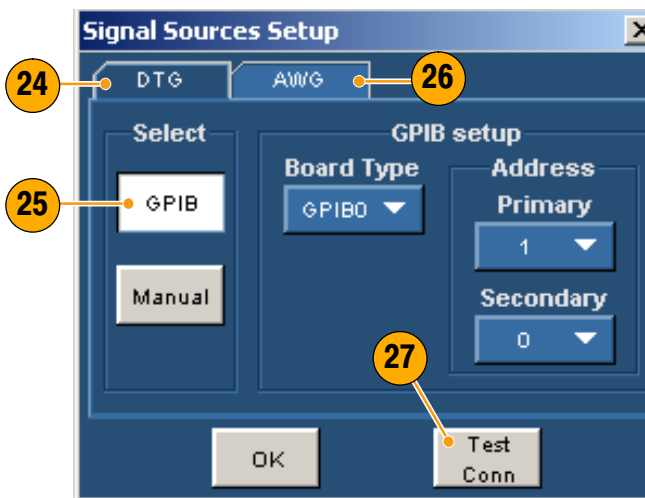 Signal Sources Setup
24
DTG
AWG
26
Select
GPIB setup
Board Type
Address
25
GPIB
GPIB0
Primary
1
Manual
Secondary
0
27
OK
Test
Conn